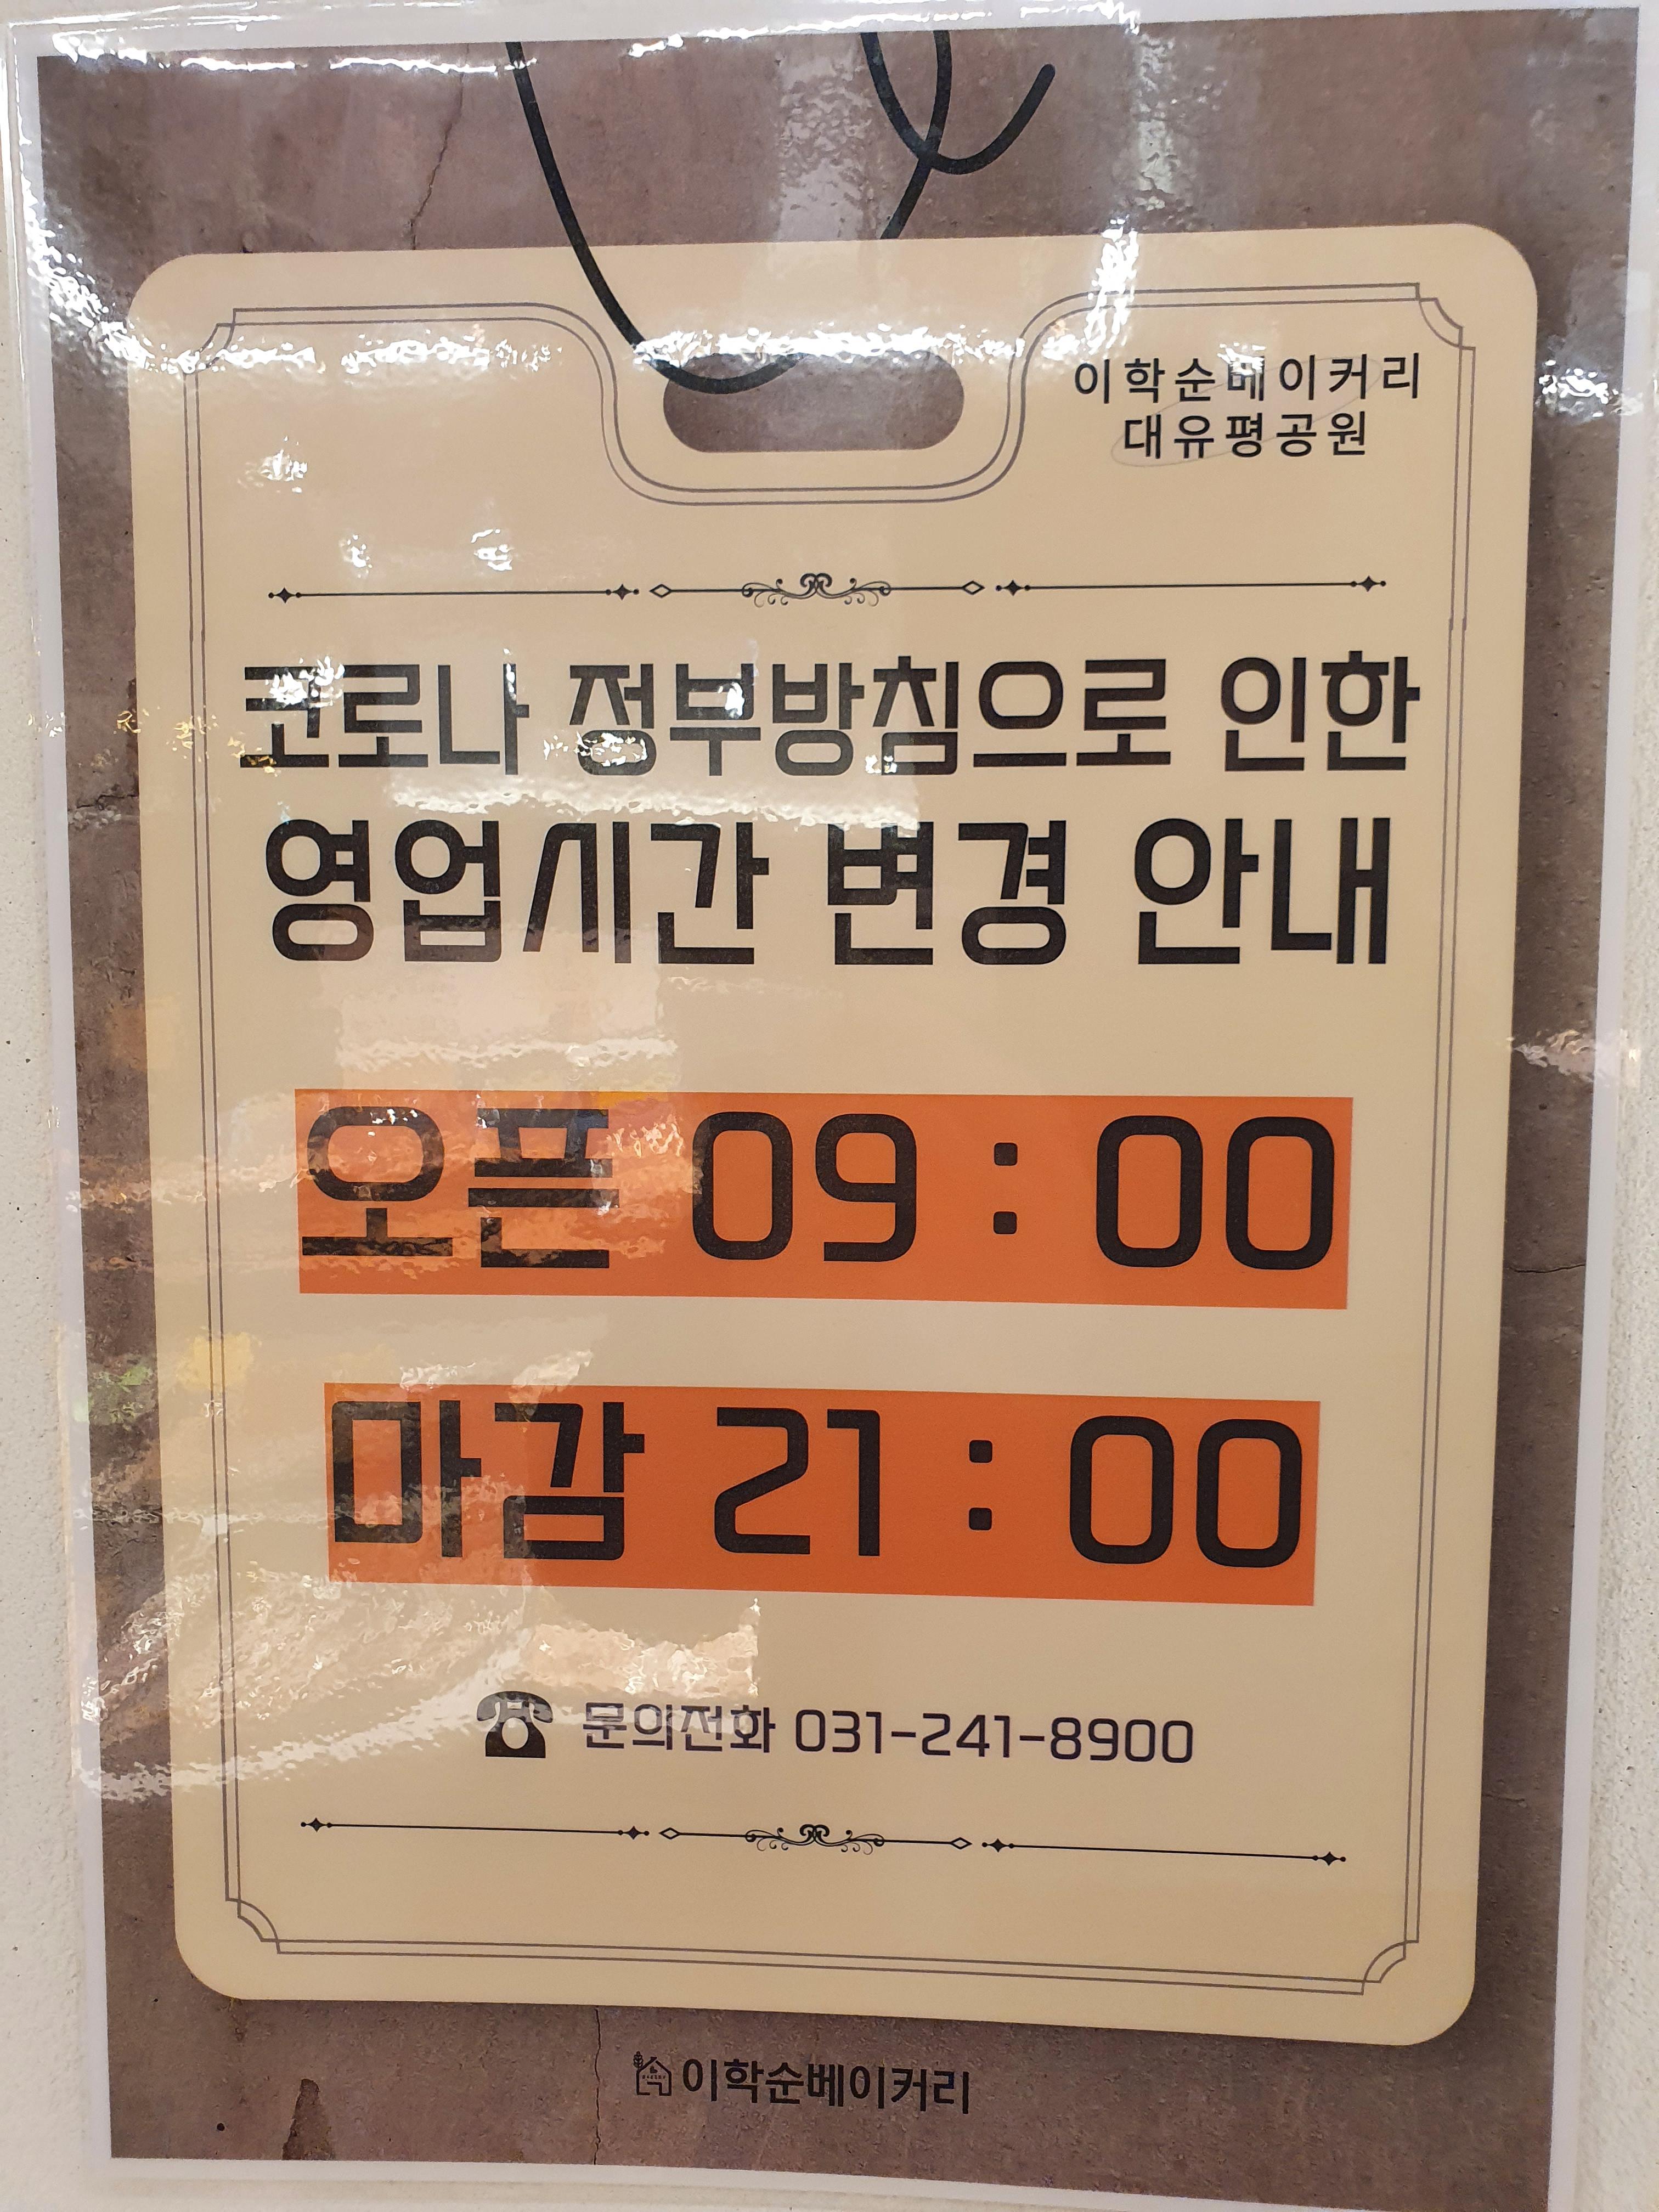 이학순베이커리
대유평공원
코로나 정부방침으로 인한
영업시간 변경 안내
오픈 09 : 00
마감 21 : 00
문의전화 031-241-8900
이학순베이커리